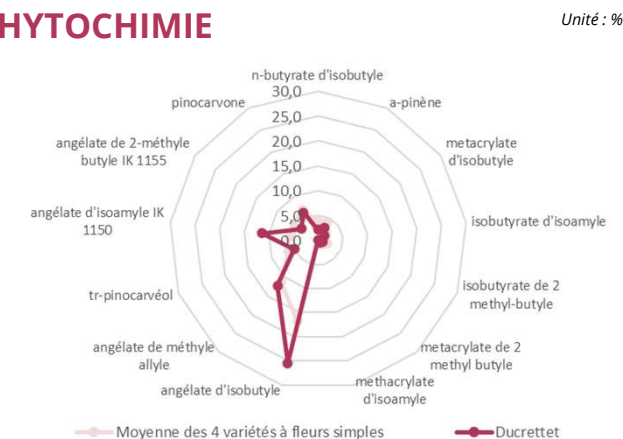 HYTOCHIMIE
Unité : %
n-butyrate d'isobutyle
30,0
pinocarvone
a-pinène
25,0
20,0
angélate de 2-méthyle
butyle IK 1155
metacrylate
d'isobutyle
15,0
10,0
angélate d'isoamyle IK
1150
5,0
isobutyrate d'isoamyle
0,0
tr-pinocarvéol
isobutyrate de 2
methyl-butyle
angélate de méthyle
allyle
metacrylate de 2
methyl butyle
angélate d'isobutyle
methacrylate
d'isoamyle
Moyenne des 4 variétés à fleurs simples
Ducrettet